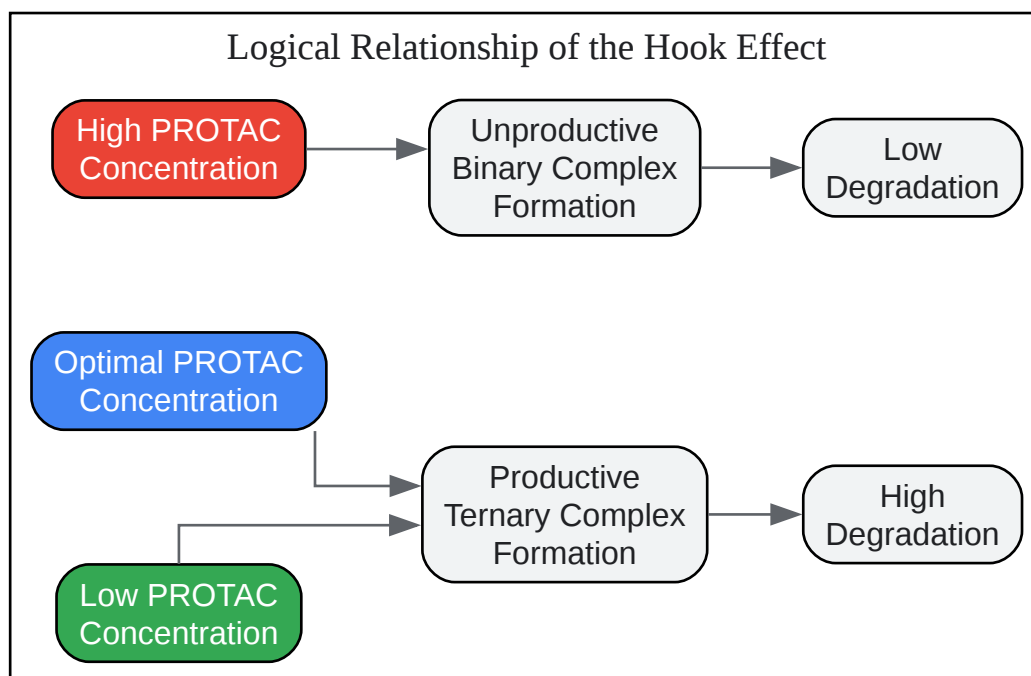 Logical Relationship of the Hook Effect
High PROTAC
Concentration
Unproductive
Binary Complex
Formation
Low
Degradation
Optimal PROTAC
Concentration
Productive
Ternary Complex
Formation
High
Degradation
Low PROTAC
Concentration